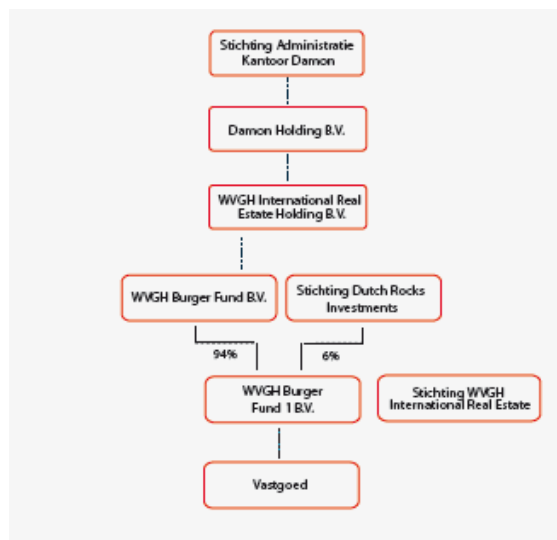 Stichting Administratie
Kantoor Damon
Damon Holding B.V.
WVGH International Real
Estate Holding B.V.
WVGH Burger Fund B.V.
Stichting Dutch Rocks
Investments
94%
6%
WVGH Burger
Fund 1 B.V.
Stichting WVGH
International Real Estate
Vastgoed